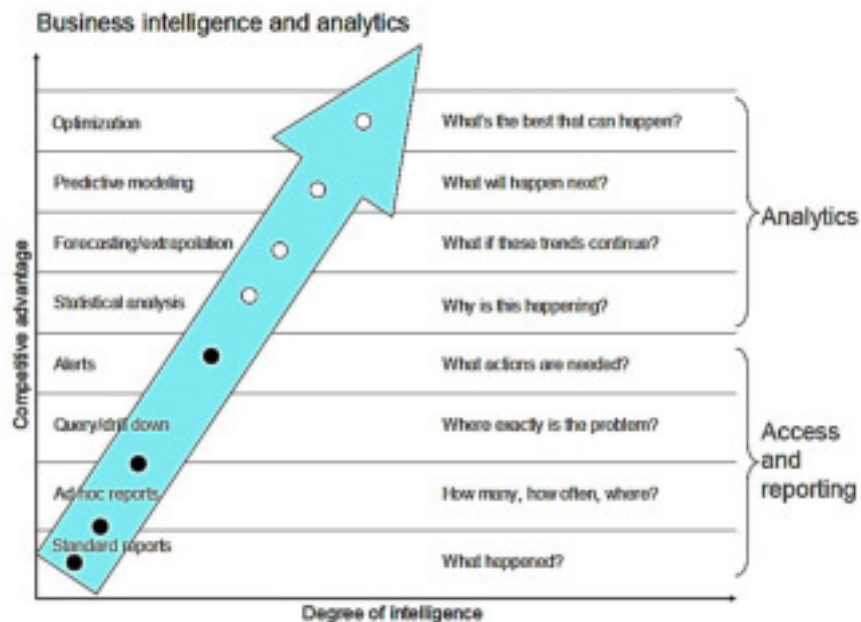 Business intelligence and analytics
Optimization
What's the best that can happen?
Predictive modeling
What will happen next?
Analytics
Forecasting/extrapolation
What if these trends continue?
Statistical analysis
Why is this happening?
Competitive advantage
Alerts
What actions are needed?
Query/drill down
Where exactly is the problem?
Access
and
reporting
Ad hoc reports
How many, how often, where?
Standard reports
What happened?
Degree of intelligence